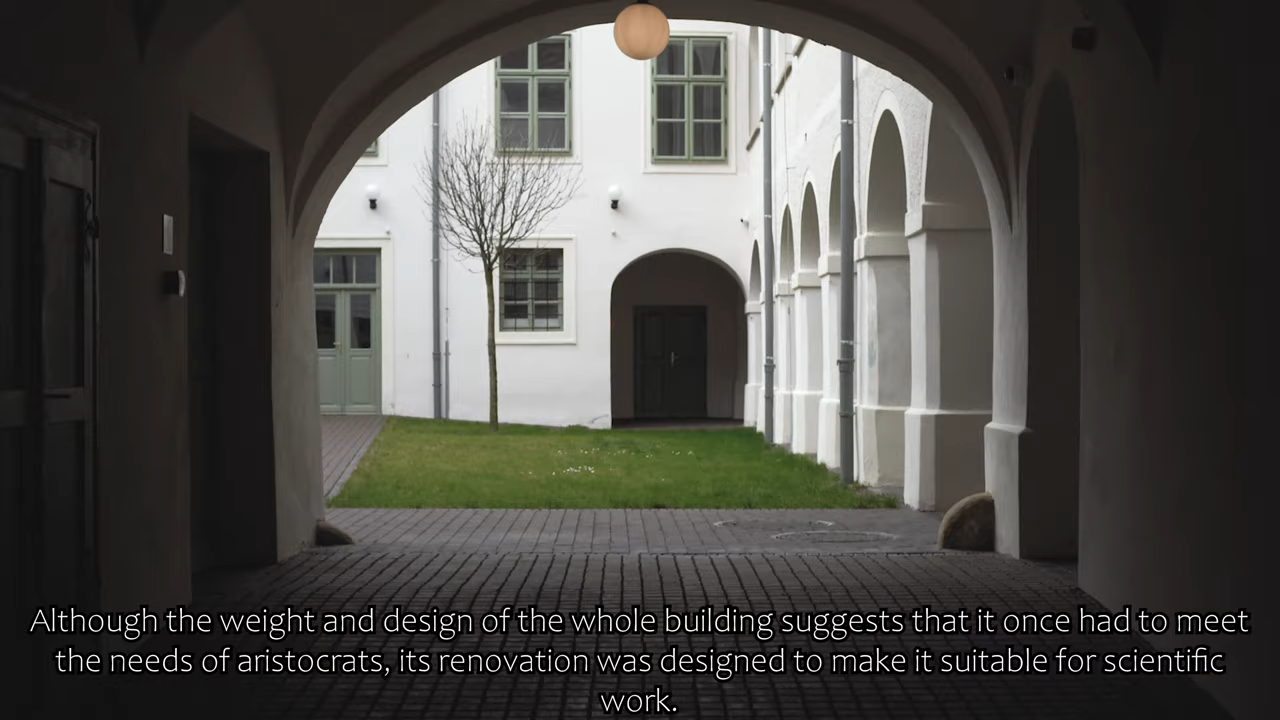 Although the weight and design of the whole building suggests that it once had to meet
the needs of aristocrats, its renovation was designed to make it suitable for scientific
work.